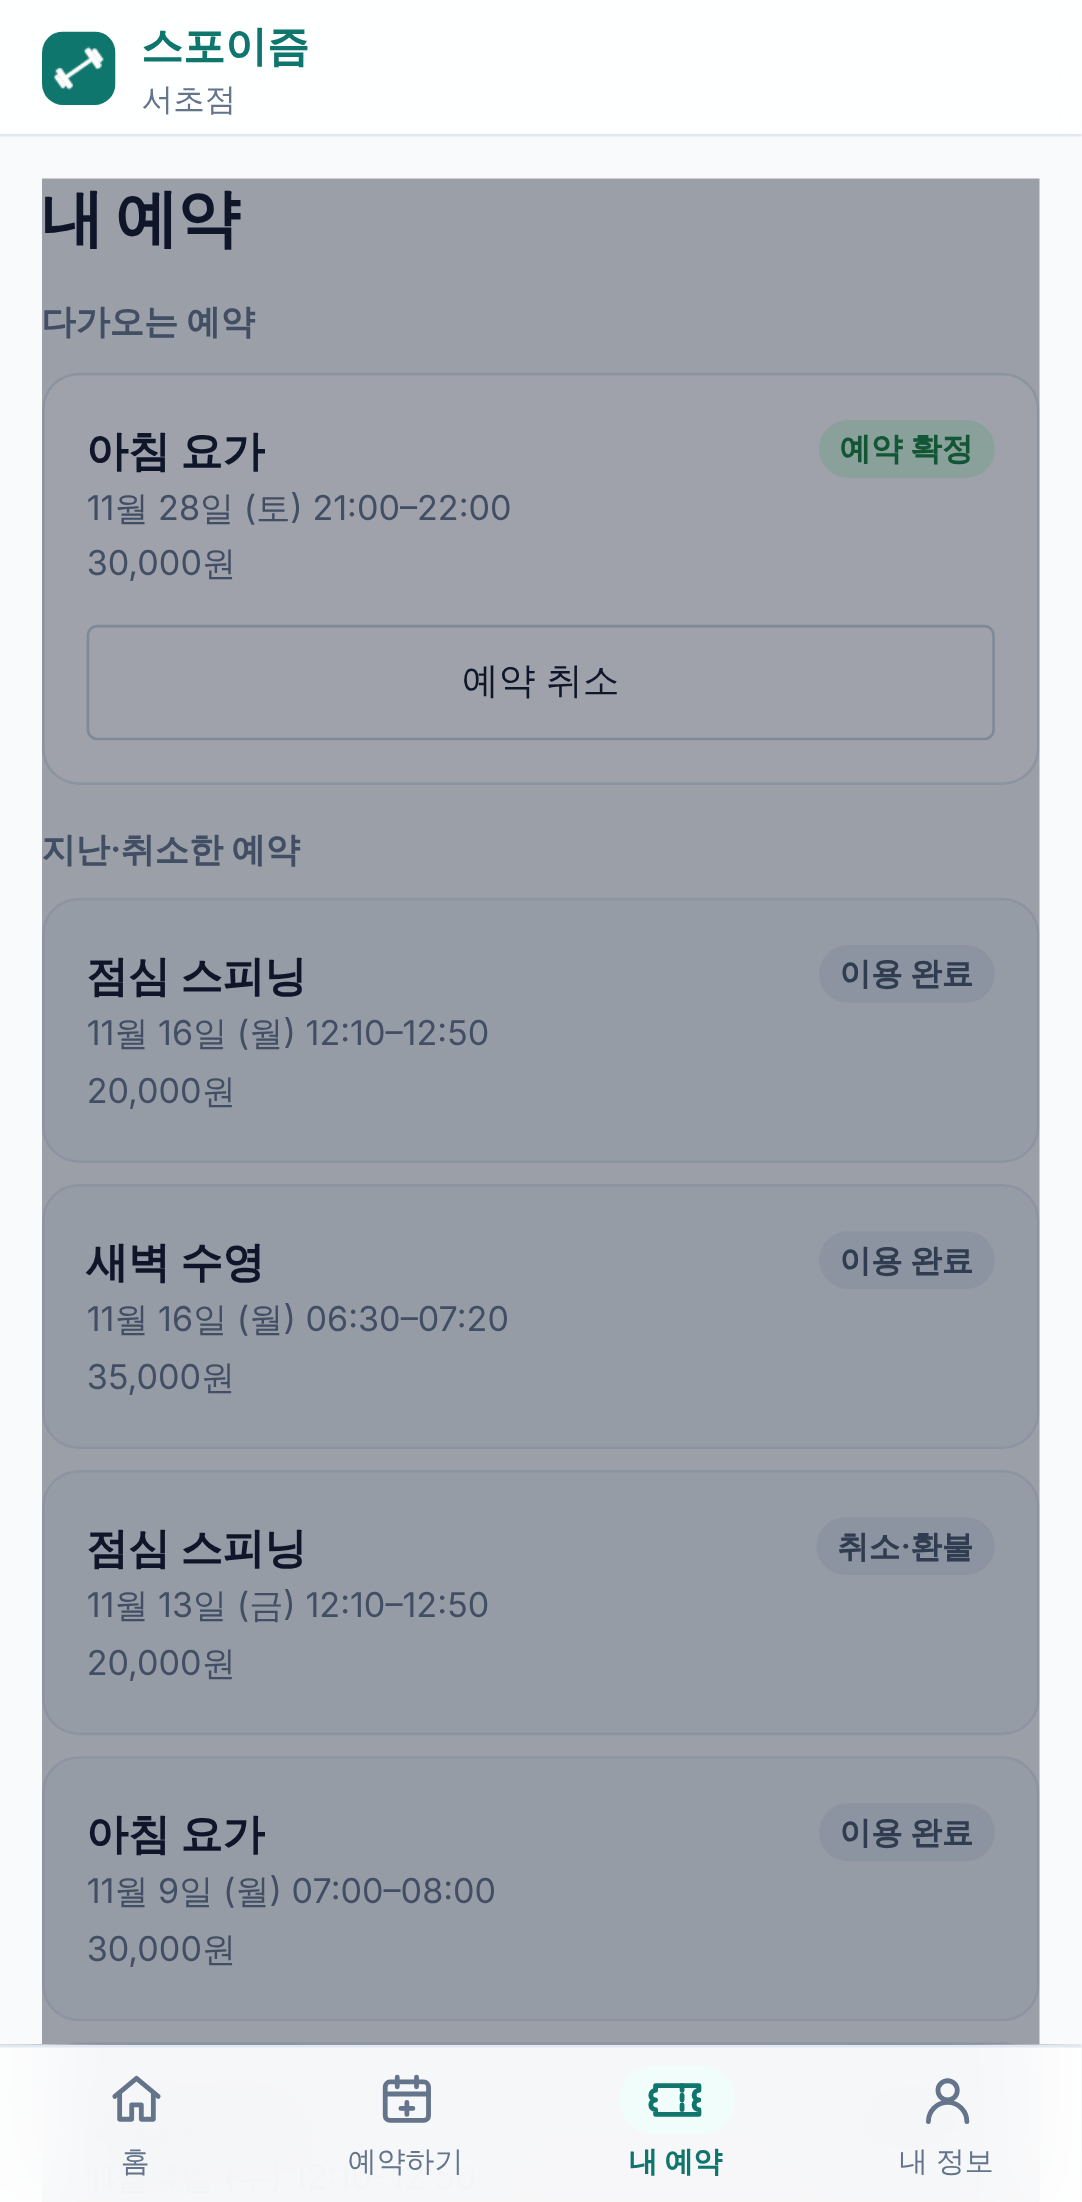 스포이즘
서초점
내 예약
다가오는 예약
아침 요가
예약 확정
11월 28일 (토) 21:00–22:00
30,000원
예약 취소
지난·취소한 예약
점심 스피닝
이용 완료
11월 16일 (월) 12:10–12:50
20,000원
새벽 수영
이용 완료
11월 16일 (월) 06:30–07:20
35,000원
점심 스피닝
취소·환불
11월 13일 (금) 12:10–12:50
20,000원
아침 요가
이용 완료
11월 9일 (월) 07:00–08:00
30,000원
홈
예약하기
내 예약
내 정보